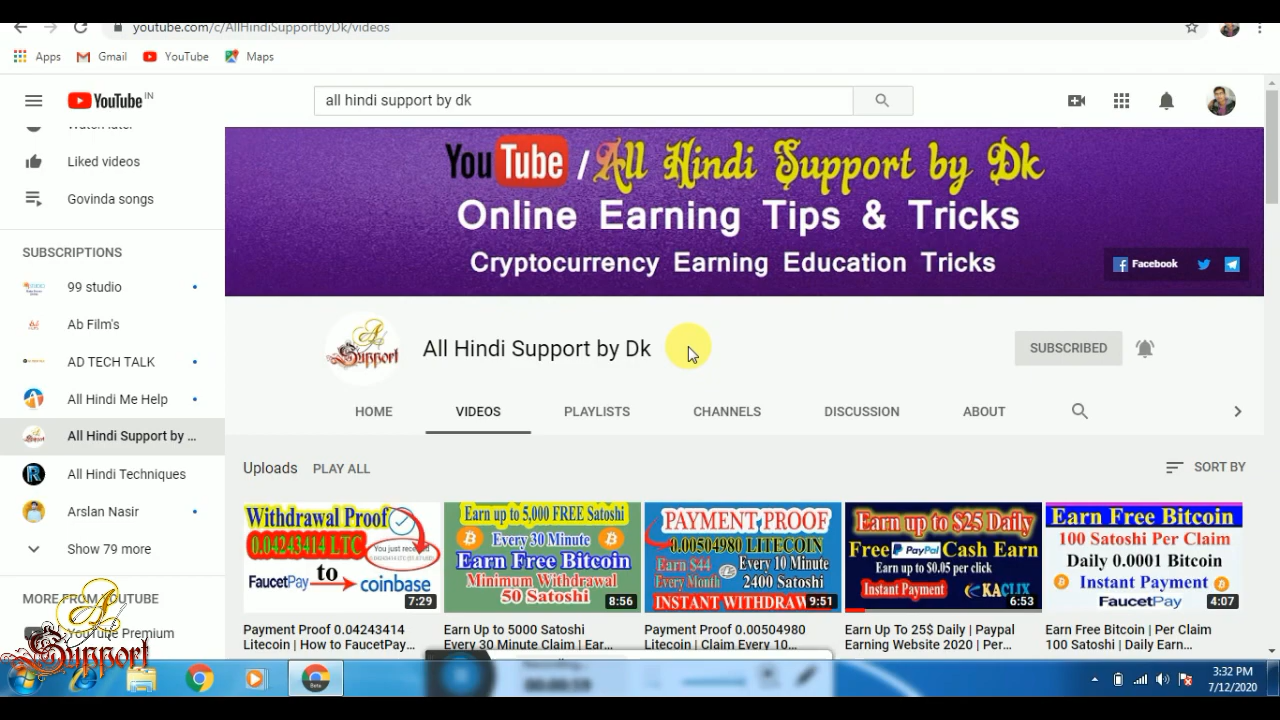 youtube.com/c/AllHindiSupportbyDk/videos
Apps Gmail YouTube Maps
YouTube IN
all hindi support by dk
Watch later
Liked videos
Govinda songs
SUBSCRIPTIONS
99 studio
Ab Film's
AD TECH TALK
All Hindi Me Help
All Hindi Support by ...
All Hindi Techniques
Arslan Nasir
Show 79 more
MORE FROM YOUTUBE
YouTube Premium
A Support
YouTube /All Hindi Support by Dk
Online Earning Tips & Tricks
Cryptocurrency Earning Education Tricks
Facebook
A Support
All Hindi Support by Dk
SUBSCRIBED
HOME VIDEOS PLAYLISTS CHANNELS DISCUSSION ABOUT
Uploads PLAY ALL
SORT BY
Withdrawal Proof
0.04243414 LTC
to
FaucetPay coinbase
7:29
Payment Proof 0.04243414
Litecoin | How to FaucetPay...
Earn up to 5,000 FREE Satoshi
Every 30 Minute
Earn Free Bitcoin
Minimum Withdrawal
50 Satoshi
8:56
Earn Up to 5000 Satoshi
Every 30 Minute Claim | Ear...
PAYMENT PROOF
0.00504980 LITECOIN
Earn $44 Every 10 Minute
Every Month 2400 Satoshi
INSTANT WITHDRAW
9:51
Payment Proof 0.00504980
Litecoin | Claim Every 10...
Earn up to $25 Daily
Free PayPal Cash Earn
Earn up to $0.05 per click
Instant Payment KACLIX
6:53
Earn Up To 25$ Daily | Paypal
Earning Website 2020 | Per...
Earn Free Bitcoin
100 Satoshi Per Claim
Daily 0.0001 Bitcoin
Instant Payment
FaucetPay
4:07
Earn Free Bitcoin | Per Claim
100 Satoshi | Daily Earn...
Beta
3:32 PM
7/12/2020